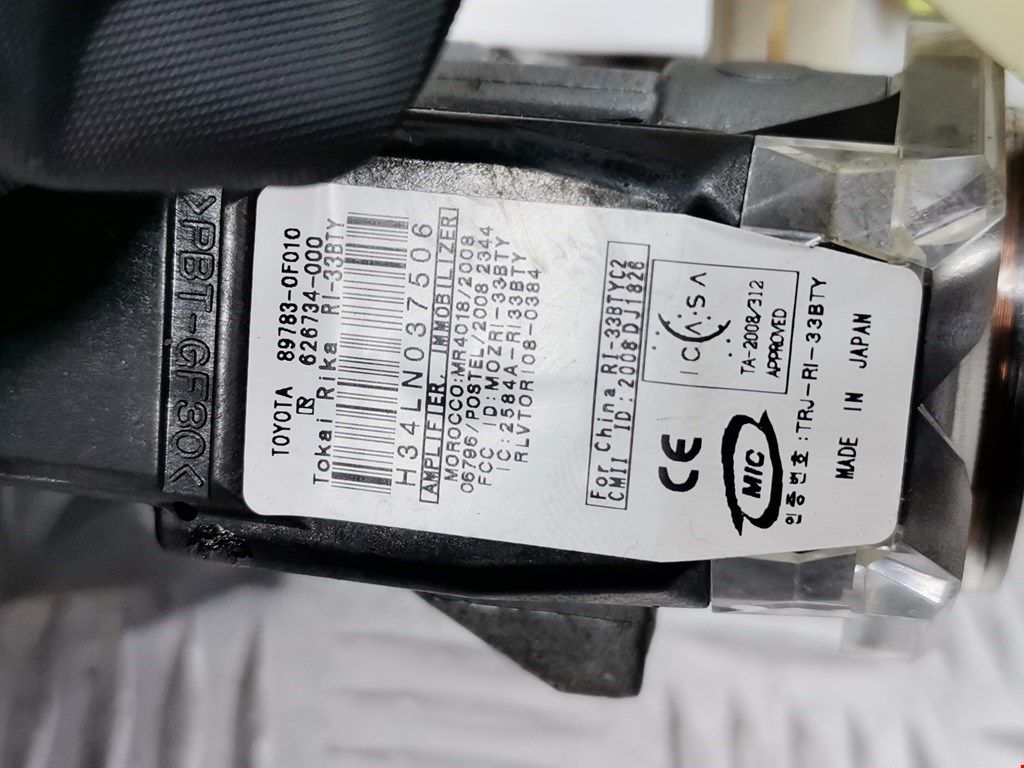 >PBT-GF30<
TOYOTA 89783-0F010
R 626734-000
Tokai Rika RI-33BTY
H34LN037506
AMPLIFIER, IMMOBILIZER
MOROCCO:MR4018/2008
06796/POSTEL/2008 2344
FCC ID:MOZRI-33BTY
IC:2584A-RI33BTY
RLVTORI08-0384
For China RI-33BTYC2
CMII ID:2008DJ1826
ICASA
TA-2008/312
APPROVED
CE
MIC
인증번호:TRJ-RI-33BTY
MADE IN JAPAN